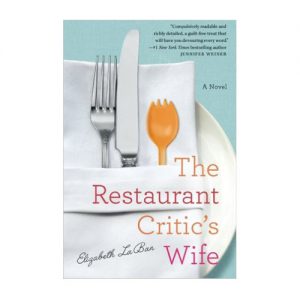 "Compulsively readable and
richly detailed, a guilt-free treat that
will have you devouring every word."
—#1 New York Times bestselling author
JENNIFER WEINER
A Novel
The
Restaurant
Critic's
Wife
Elizabeth LaBan